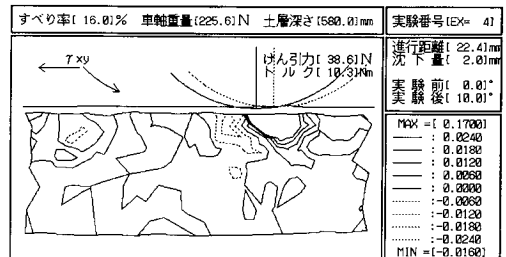 すべり率[ 16.0]% 車軸重量[225.6]N 土層深さ[580.0]mm
実験番号[EX= 4]
γxy
けん引力[ 38.6]N
トルク[ 10.3]Nm
進行距離[ 22.4]mm
沈下量[ 2.0]mm
実験前[ 0.0]°
実験後[ 10.0]°
MAX =[ 0.1700]
: 0.0240
: 0.0180
: 0.0120
: 0.0060
: 0.0000
:-0.0060
:-0.0120
:-0.0180
:-0.0240
MIN =[-0.0160]